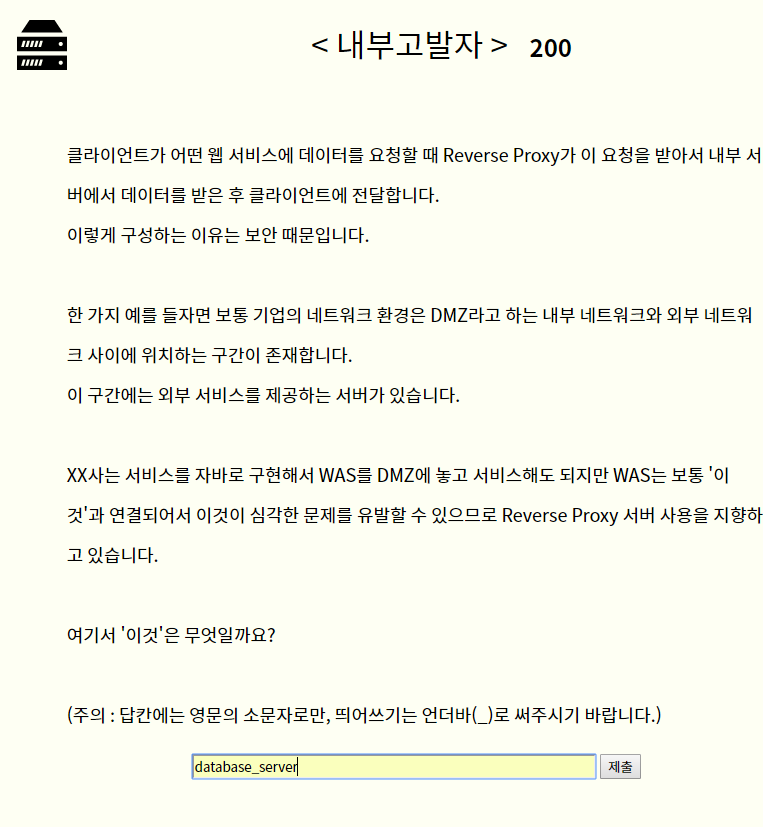 < 내부고발자 > 200
클라이언트가 어떤 웹 서비스에 데이터를 요청할 때 Reverse Proxy가 이 요청을 받아서 내부 서
버에서 데이터를 받은 후 클라이언트에 전달합니다.
이렇게 구성하는 이유는 보안 때문입니다.
한 가지 예를 들자면 보통 기업의 네트워크 환경은 DMZ라고 하는 내부 네트워크와 외부 네트워
크 사이에 위치하는 구간이 존재합니다.
이 구간에는 외부 서비스를 제공하는 서버가 있습니다.
XX사는 서비스를 자바로 구현해서 WAS를 DMZ에 놓고 서비스해도 되지만 WAS는 보통 '이
것'과 연결되어서 이것이 심각한 문제를 유발할 수 있으므로 Reverse Proxy 서버 사용을 지향하
고 있습니다.
여기서 '이것'은 무엇일까요?
(주의 : 답칸에는 영문의 소문자로만, 띄어쓰기는 언더바(_)로 써주시기 바랍니다.)
database_server 제출